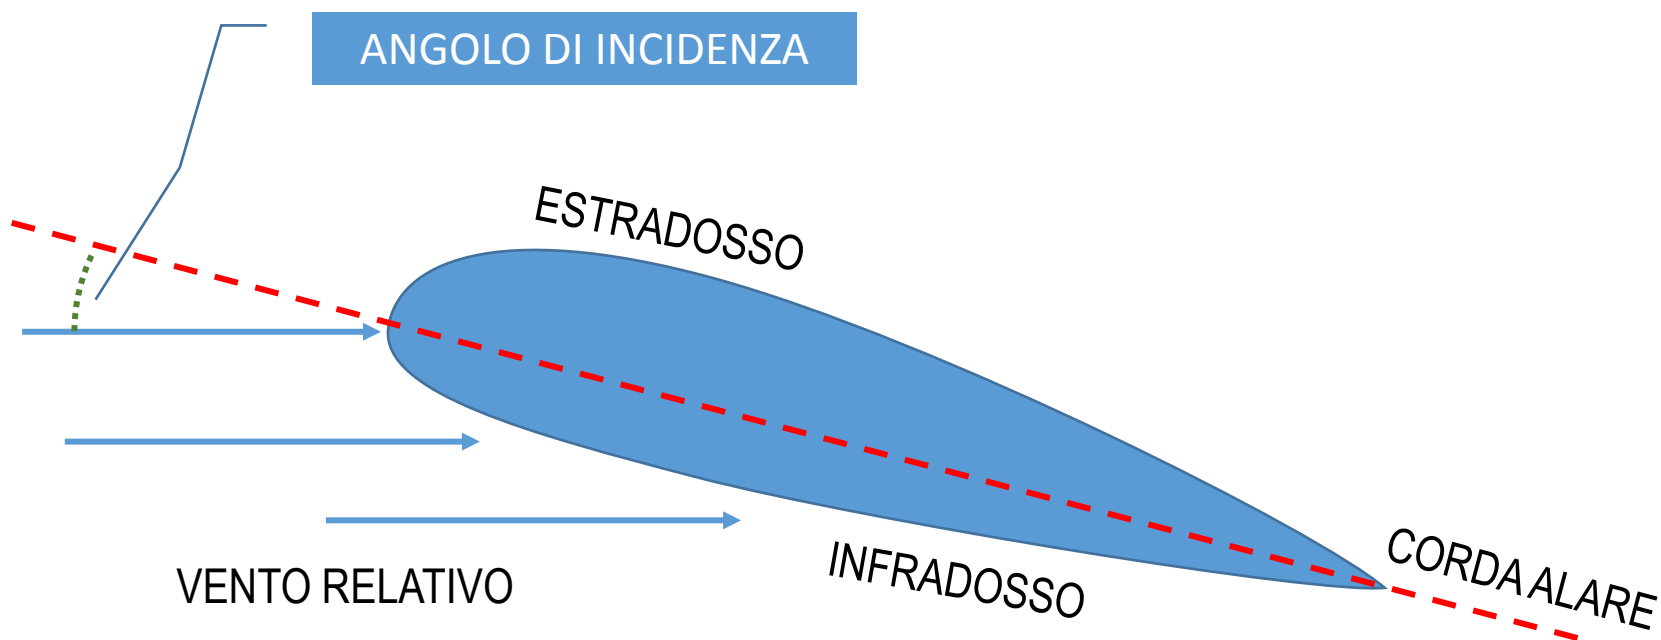 ANGOLO DI INCIDENZA
ESTRADOSSO
VENTO RELATIVO
INFRADOSSO
CORDA ALARE